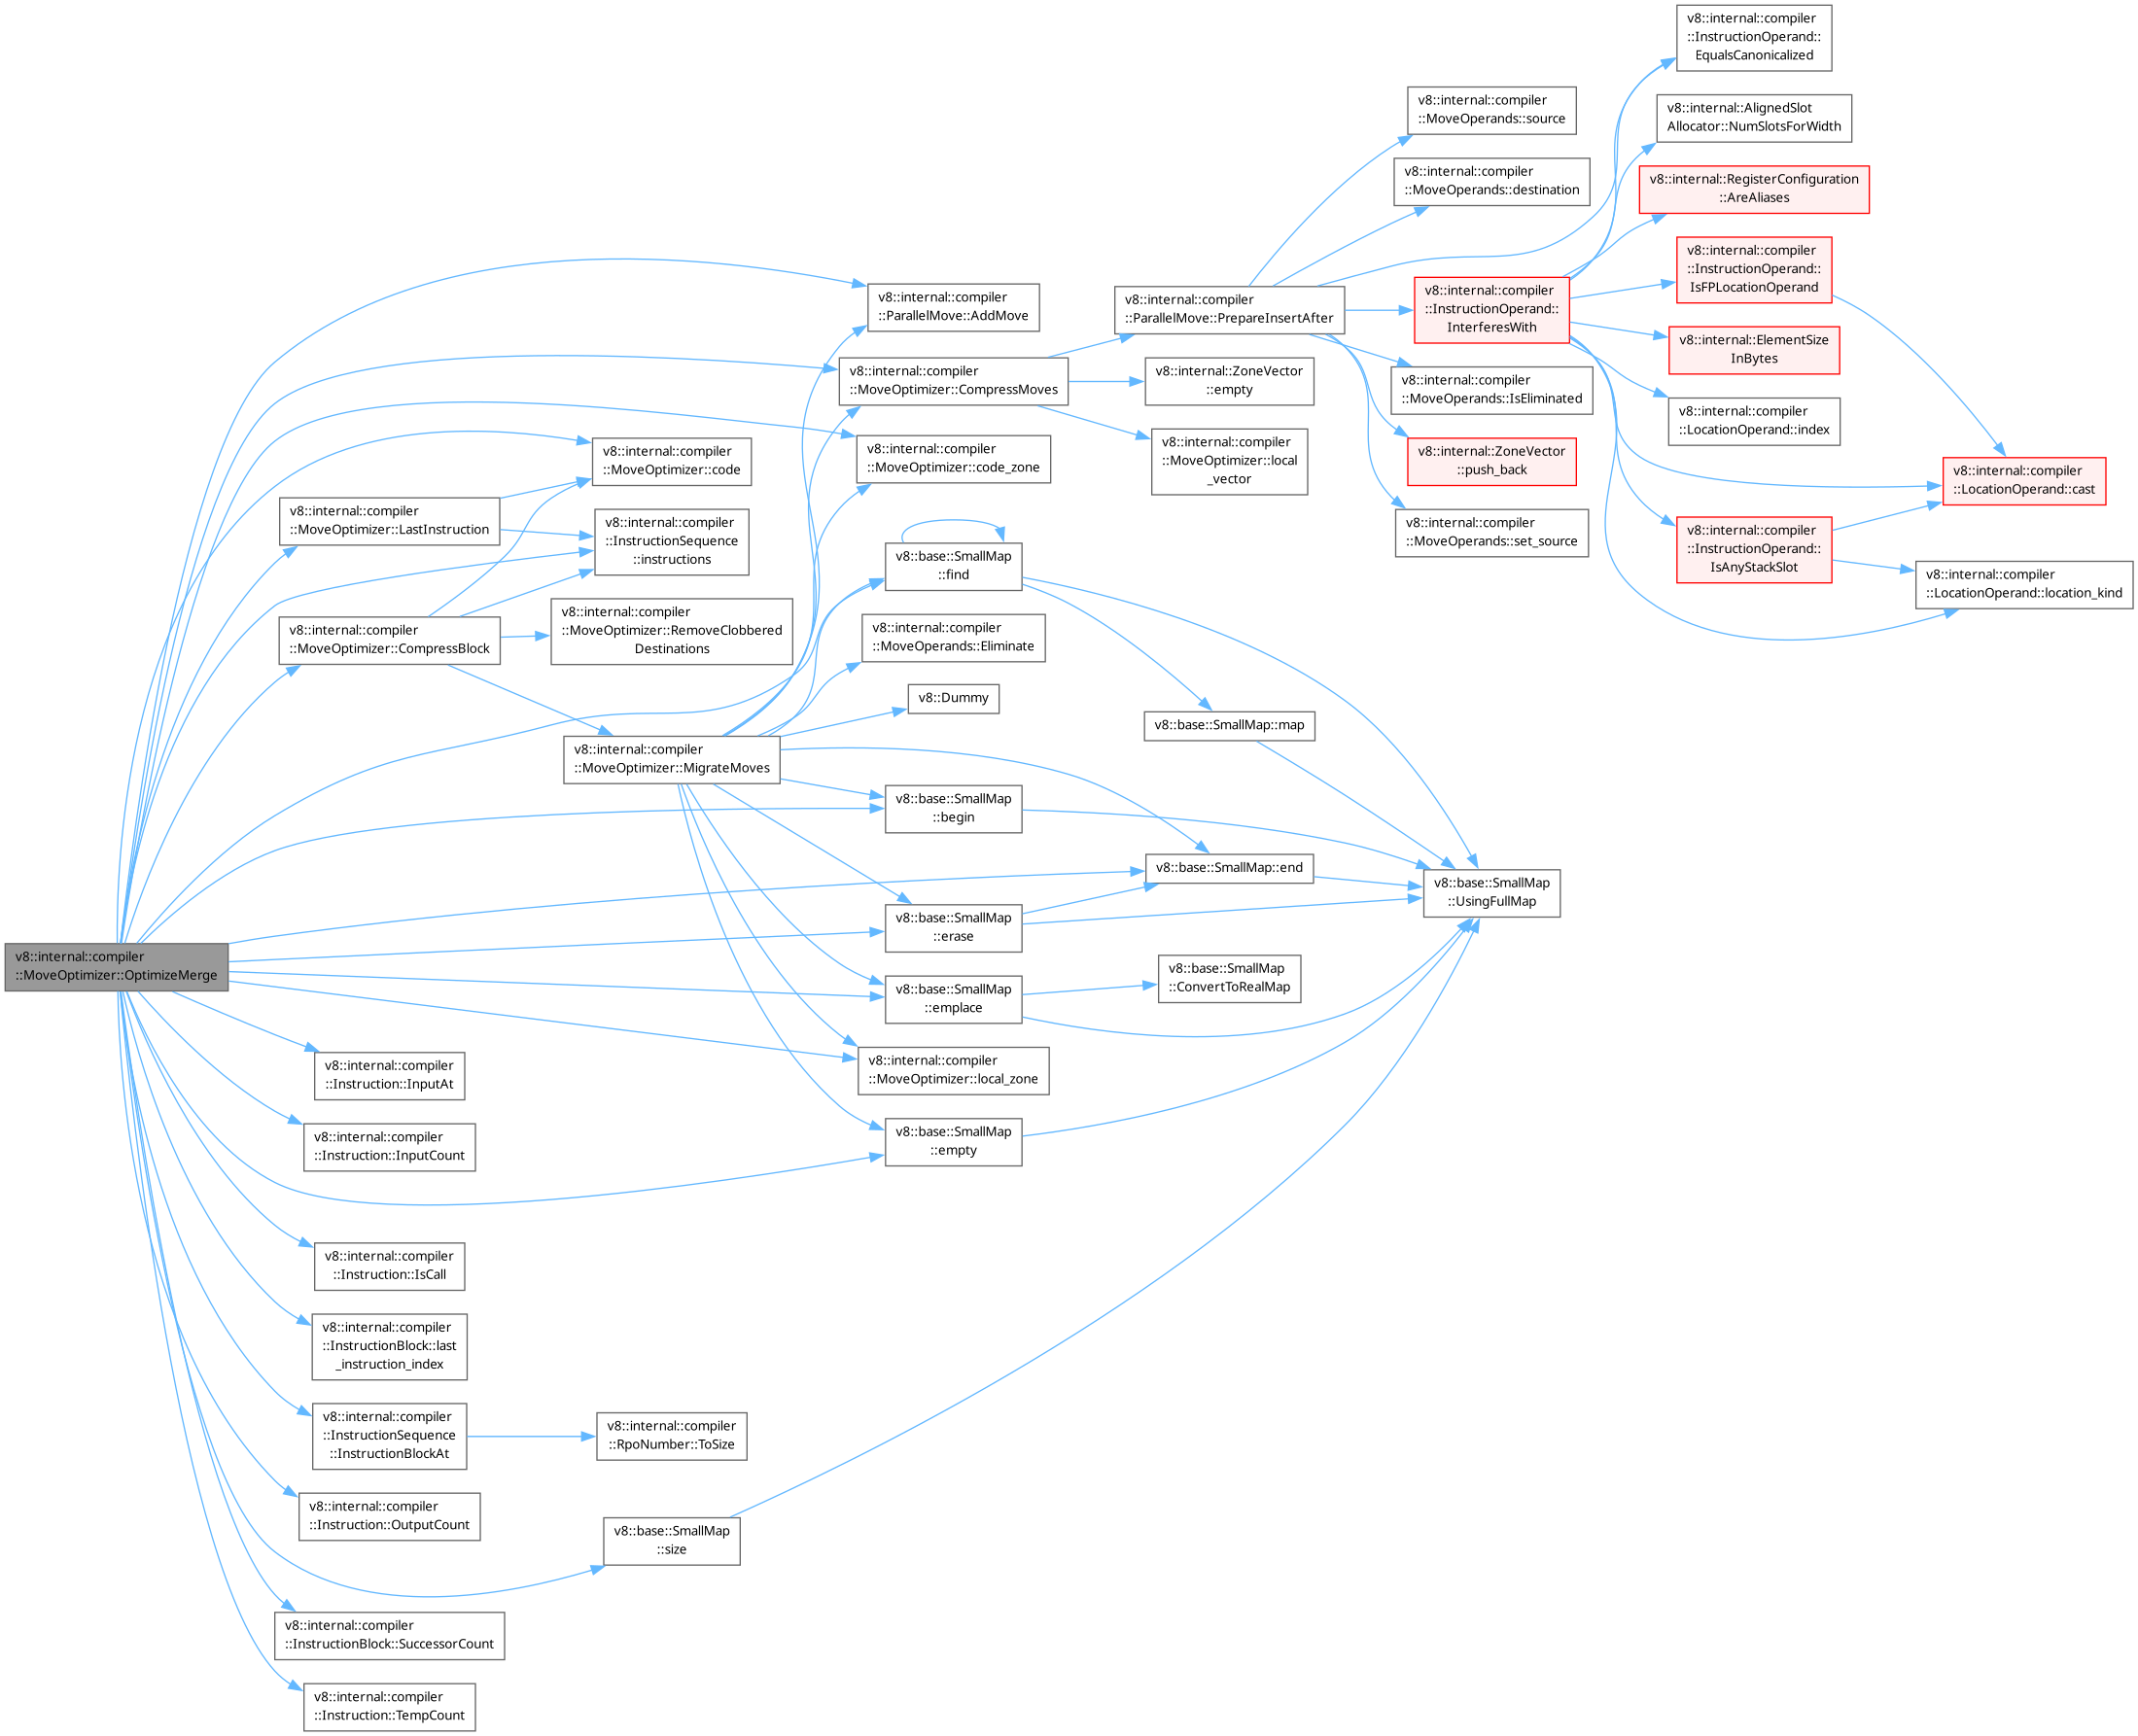 v8::internal::compiler
::InstructionOperand::
EqualsCanonicalized
v8::internal::compiler
::MoveOperands::source
v8::internal::AlignedSlot
Allocator::NumSlotsForWidth
v8::internal::compiler
::MoveOperands::destination
v8::internal::RegisterConfiguration
::AreAliases
v8::internal::compiler
::InstructionOperand::
IsFPLocationOperand
v8::internal::compiler
::ParallelMove::AddMove
v8::internal::compiler
::ParallelMove::PrepareInsertAfter
v8::internal::compiler
::InstructionOperand::
InterferesWith
v8::internal::ElementSize
InBytes
v8::internal::compiler
::MoveOptimizer::CompressMoves
v8::internal::ZoneVector
::empty
v8::internal::compiler
::MoveOperands::IsEliminated
v8::internal::compiler
::LocationOperand::index
v8::internal::compiler
::MoveOptimizer::code
v8::internal::compiler
::MoveOptimizer::code_zone
v8::internal::compiler
::MoveOptimizer::local
_vector
v8::internal::ZoneVector
::push_back
v8::internal::compiler
::LocationOperand::cast
v8::internal::compiler
::MoveOptimizer::LastInstruction
v8::internal::compiler
::InstructionSequence
::instructions
v8::internal::compiler
::MoveOperands::set_source
v8::internal::compiler
::InstructionOperand::
IsAnyStackSlot
v8::base::SmallMap
::find
v8::internal::compiler
::LocationOperand::location_kind
v8::internal::compiler
::MoveOptimizer::CompressBlock
v8::internal::compiler
::MoveOptimizer::RemoveClobbered
Destinations
v8::internal::compiler
::MoveOperands::Eliminate
v8::Dummy
v8::base::SmallMap::map
v8::internal::compiler
::MoveOptimizer::MigrateMoves
v8::base::SmallMap
::begin
v8::base::SmallMap::end
v8::base::SmallMap
::UsingFullMap
v8::base::SmallMap
::erase
v8::internal::compiler
::MoveOptimizer::OptimizeMerge
v8::base::SmallMap
::emplace
v8::base::SmallMap
::ConvertToRealMap
v8::internal::compiler
::Instruction::InputAt
v8::internal::compiler
::MoveOptimizer::local_zone
v8::internal::compiler
::Instruction::InputCount
v8::base::SmallMap
::empty
v8::internal::compiler
::Instruction::IsCall
v8::internal::compiler
::InstructionBlock::last
_instruction_index
v8::internal::compiler
::InstructionSequence
::InstructionBlockAt
v8::internal::compiler
::RpoNumber::ToSize
v8::internal::compiler
::Instruction::OutputCount
v8::base::SmallMap
::size
v8::internal::compiler
::InstructionBlock::SuccessorCount
v8::internal::compiler
::Instruction::TempCount